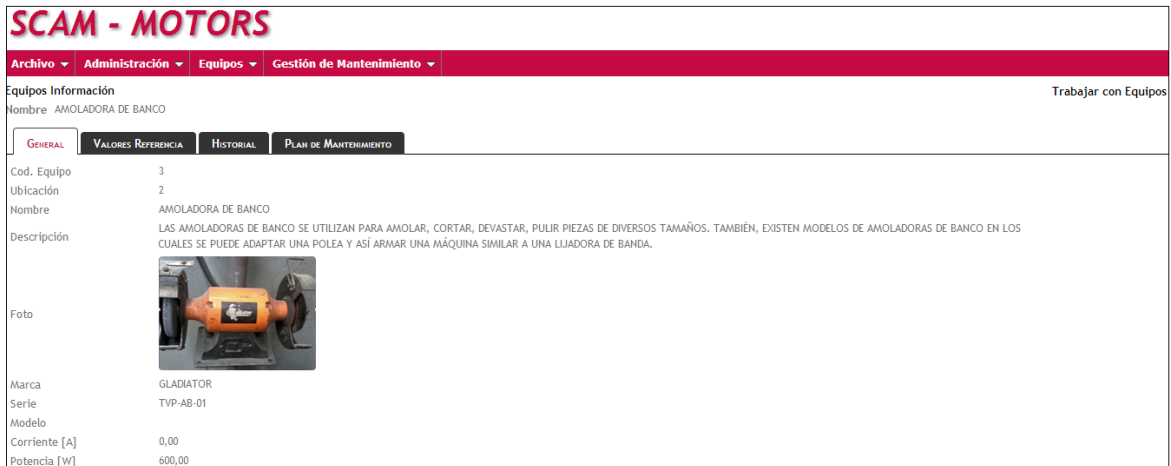 SCAM - MOTORS
Archivo Administración Equipos Gestión de Mantenimiento
Equipos Información Trabajar con Equipos
Nombre AMOLADORA DE BANCO
GENERAL VALORES REFERENCIA HISTORIAL PLAN DE MANTENIMIENTO
Cod. Equipo 3
Ubicación 2
Nombre AMOLADORA DE BANCO
Descripción LAS AMOLADORAS DE BANCO SE UTILIZAN PARA AMOLAR, CORTAR, DEVASTAR, PULIR PIEZAS DE DIVERSOS TAMAÑOS. TAMBIÉN, EXISTEN MODELOS DE AMOLADORAS DE BANCO EN LOS
CUALES SE PUEDE ADAPTAR UNA POLEA Y ASÍ ARMAR UNA MÁQUINA SIMILAR A UNA LIJADORA DE BANDA.
Foto
Marca GLADIATOR
Serie TVP-AB-01
Modelo
Corriente [A] 0,00
Potencia [W] 600,00